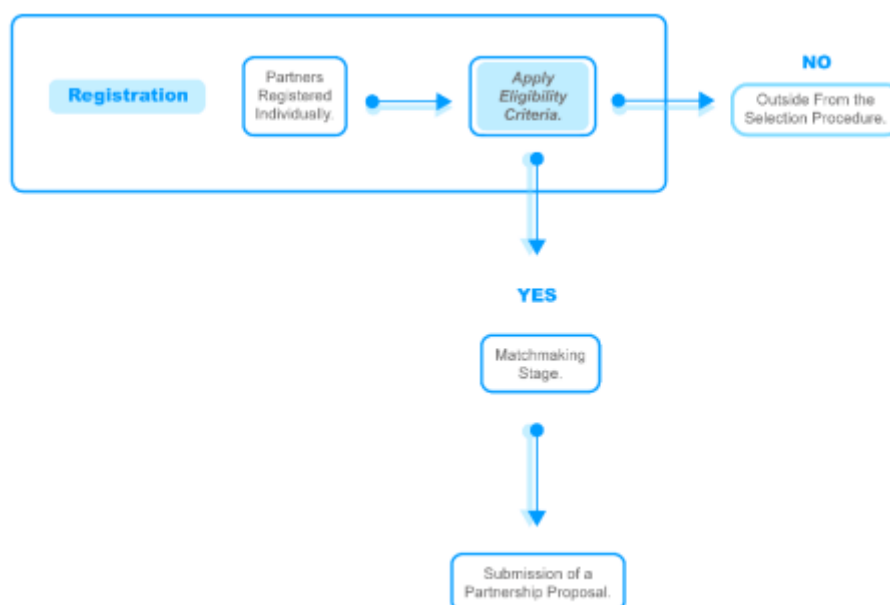 Registration
Partners
Registered
Individually.
Apply
Eligibility
Criteria.
NO
Outside From the
Selection Procedure.
YES
Matchmaking
Stage.
Submission of a
Partnership Proposal.